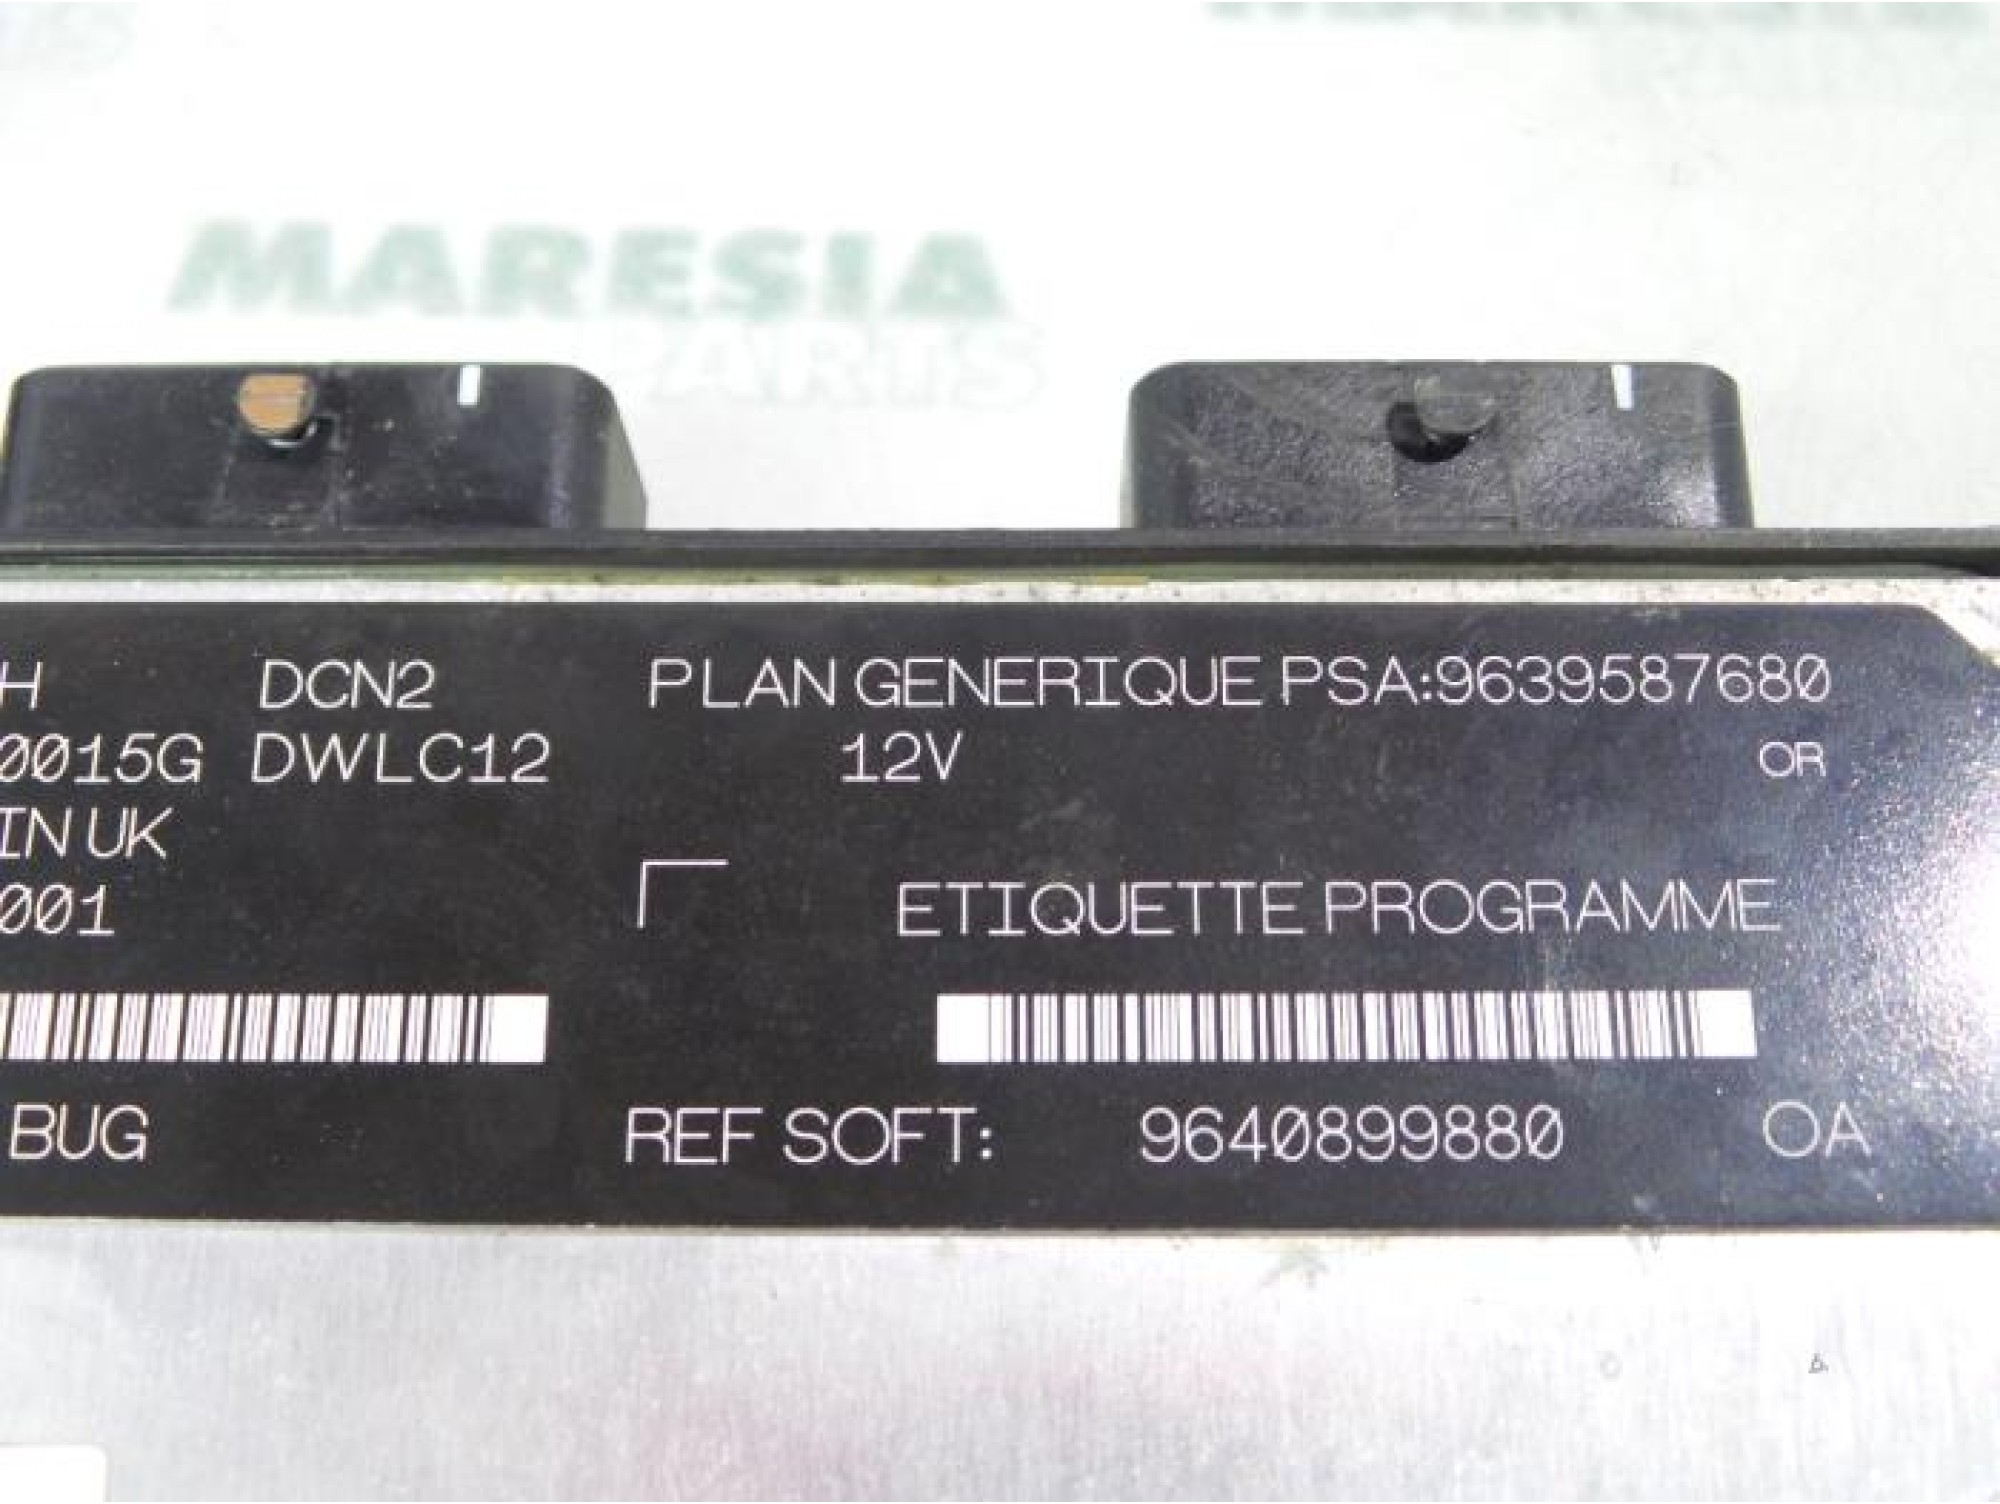 MARESIA
PARTS
H DCN2 PLAN GENERIQUE PSA:9639587680
0015G DWLC12 12V OR
IN UK
001
ETIQUETTE PROGRAMME
BUG REF SOFT: 9640899880 OA